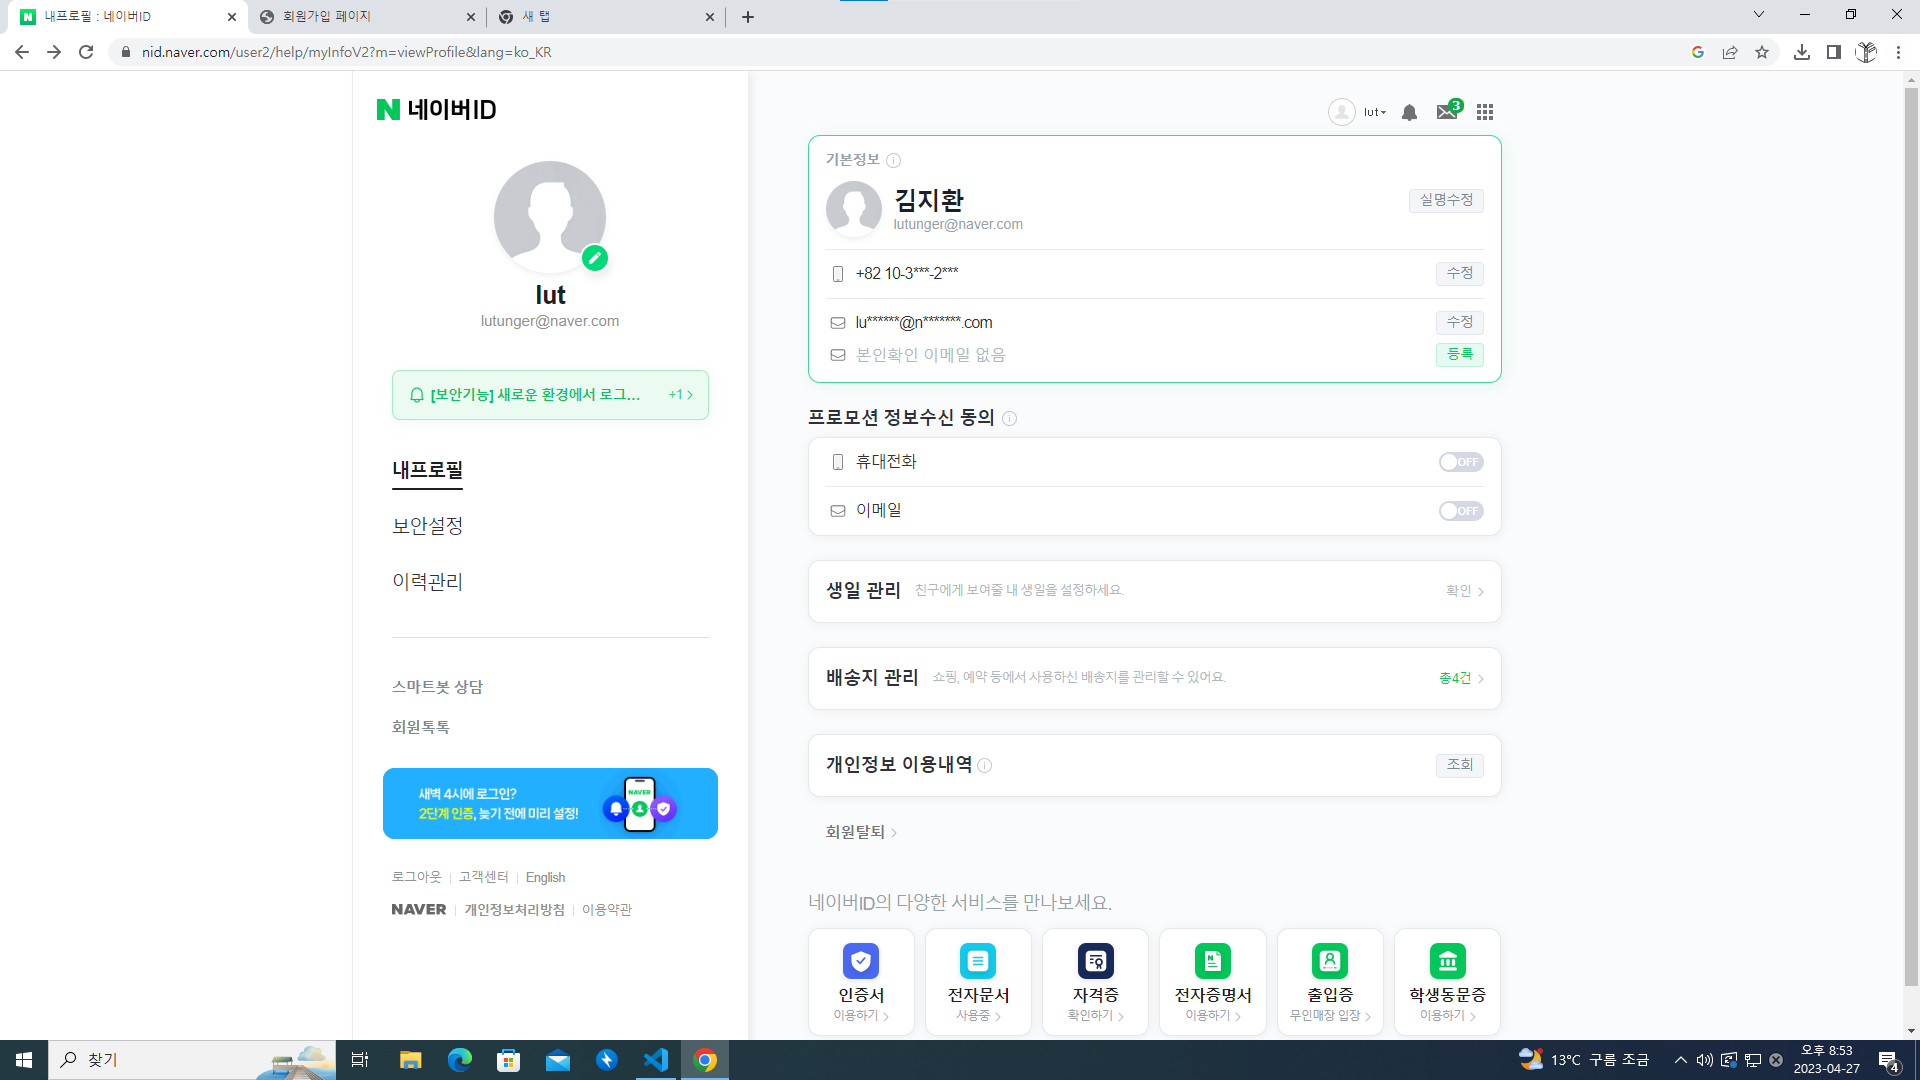 내프로필 : 네이버ID
회원가입 페이지
새 탭
nid.naver.com/user2/help/myInfoV2?m=viewProfile&lang=ko_KR
N 네이버ID
lut
lutunger@naver.com
[보안기능] 새로운 환경에서 로그... +1
내프로필
보안설정
이력관리
스마트봇 상담
회원톡톡
새벽 4시에 로그인?
2단계 인증, 늦기 전에 미리 설정!
NAVER
로그아웃 고객센터 English
NAVER 개인정보처리방침 이용약관
lut 3
기본정보
김지환 실명수정
lutunger@naver.com
+82 10-3***-2*** 수정
lu******@n*******.com 수정
본인확인 이메일 없음 등록
프로모션 정보수신 동의
휴대전화 OFF
이메일 OFF
생일 관리 친구에게 보여줄 내 생일을 설정하세요. 확인
배송지 관리 쇼핑, 예약 등에서 사용하신 배송지를 관리할 수 있어요. 총4건
개인정보 이용내역 조회
회원탈퇴
네이버ID의 다양한 서비스를 만나보세요.
인증서 전자문서 자격증 전자증명서 출입증 학생동문증
이용하기 사용중 확인하기 이용하기 무인매장 입장 이용하기
찾기
13°C 구름 조금
오후 8:53
2023-04-27
4